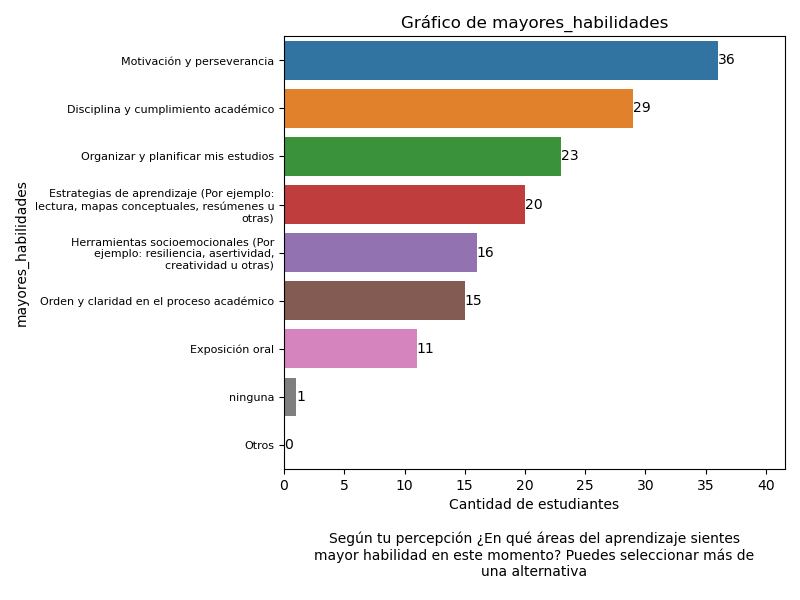 Gráfico de mayores_habilidades
mayores_habilidades
Motivación y perseverancia
36
Disciplina y cumplimiento académico
29
Organizar y planificar mis estudios
23
Estrategias de aprendizaje (Por ejemplo:
lectura, mapas conceptuales, resúmenes u
otras)
20
Herramientas socioemocionales (Por
ejemplo: resiliencia, asertividad,
creatividad u otras)
16
Orden y claridad en el proceso académico
15
Exposición oral
11
ninguna
1
Otros
0
0 5 10 15 20 25 30 35 40
Cantidad de estudiantes
Según tu percepción ¿En qué áreas del aprendizaje sientes
mayor habilidad en este momento? Puedes seleccionar más de
una alternativa